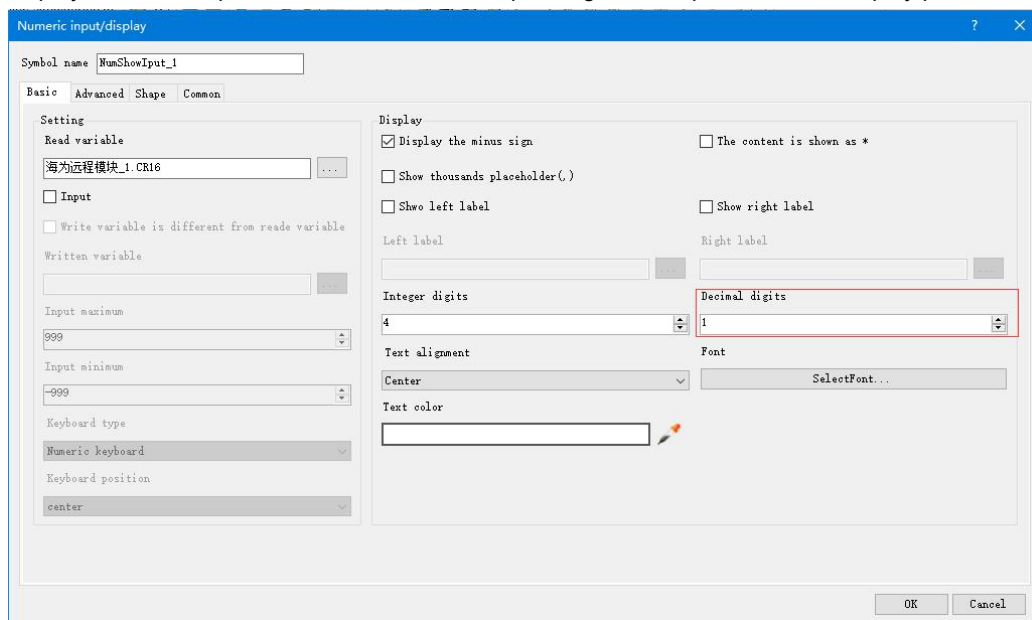 Numeric input/display
Symbol name NumShowIput_1
Basic Advanced Shape Common
Setting
Read variable
海为远程模块_1.CR16
...
Input
Write variable is different from reade variable
Written variable
...
Input maximun
999
Input minimun
-999
Keyboard type
Numeric keyboard
Keyboard position
center
Display
Display the minus sign
The content is shown as *
Show thousands placeholder(,)
Shwo left label
Show right label
Left label
Right label
...
...
Integer digits
Decimal digits
4
1
Text alignment
Font
Center
SelectFont...
Text color
OK
Cancel